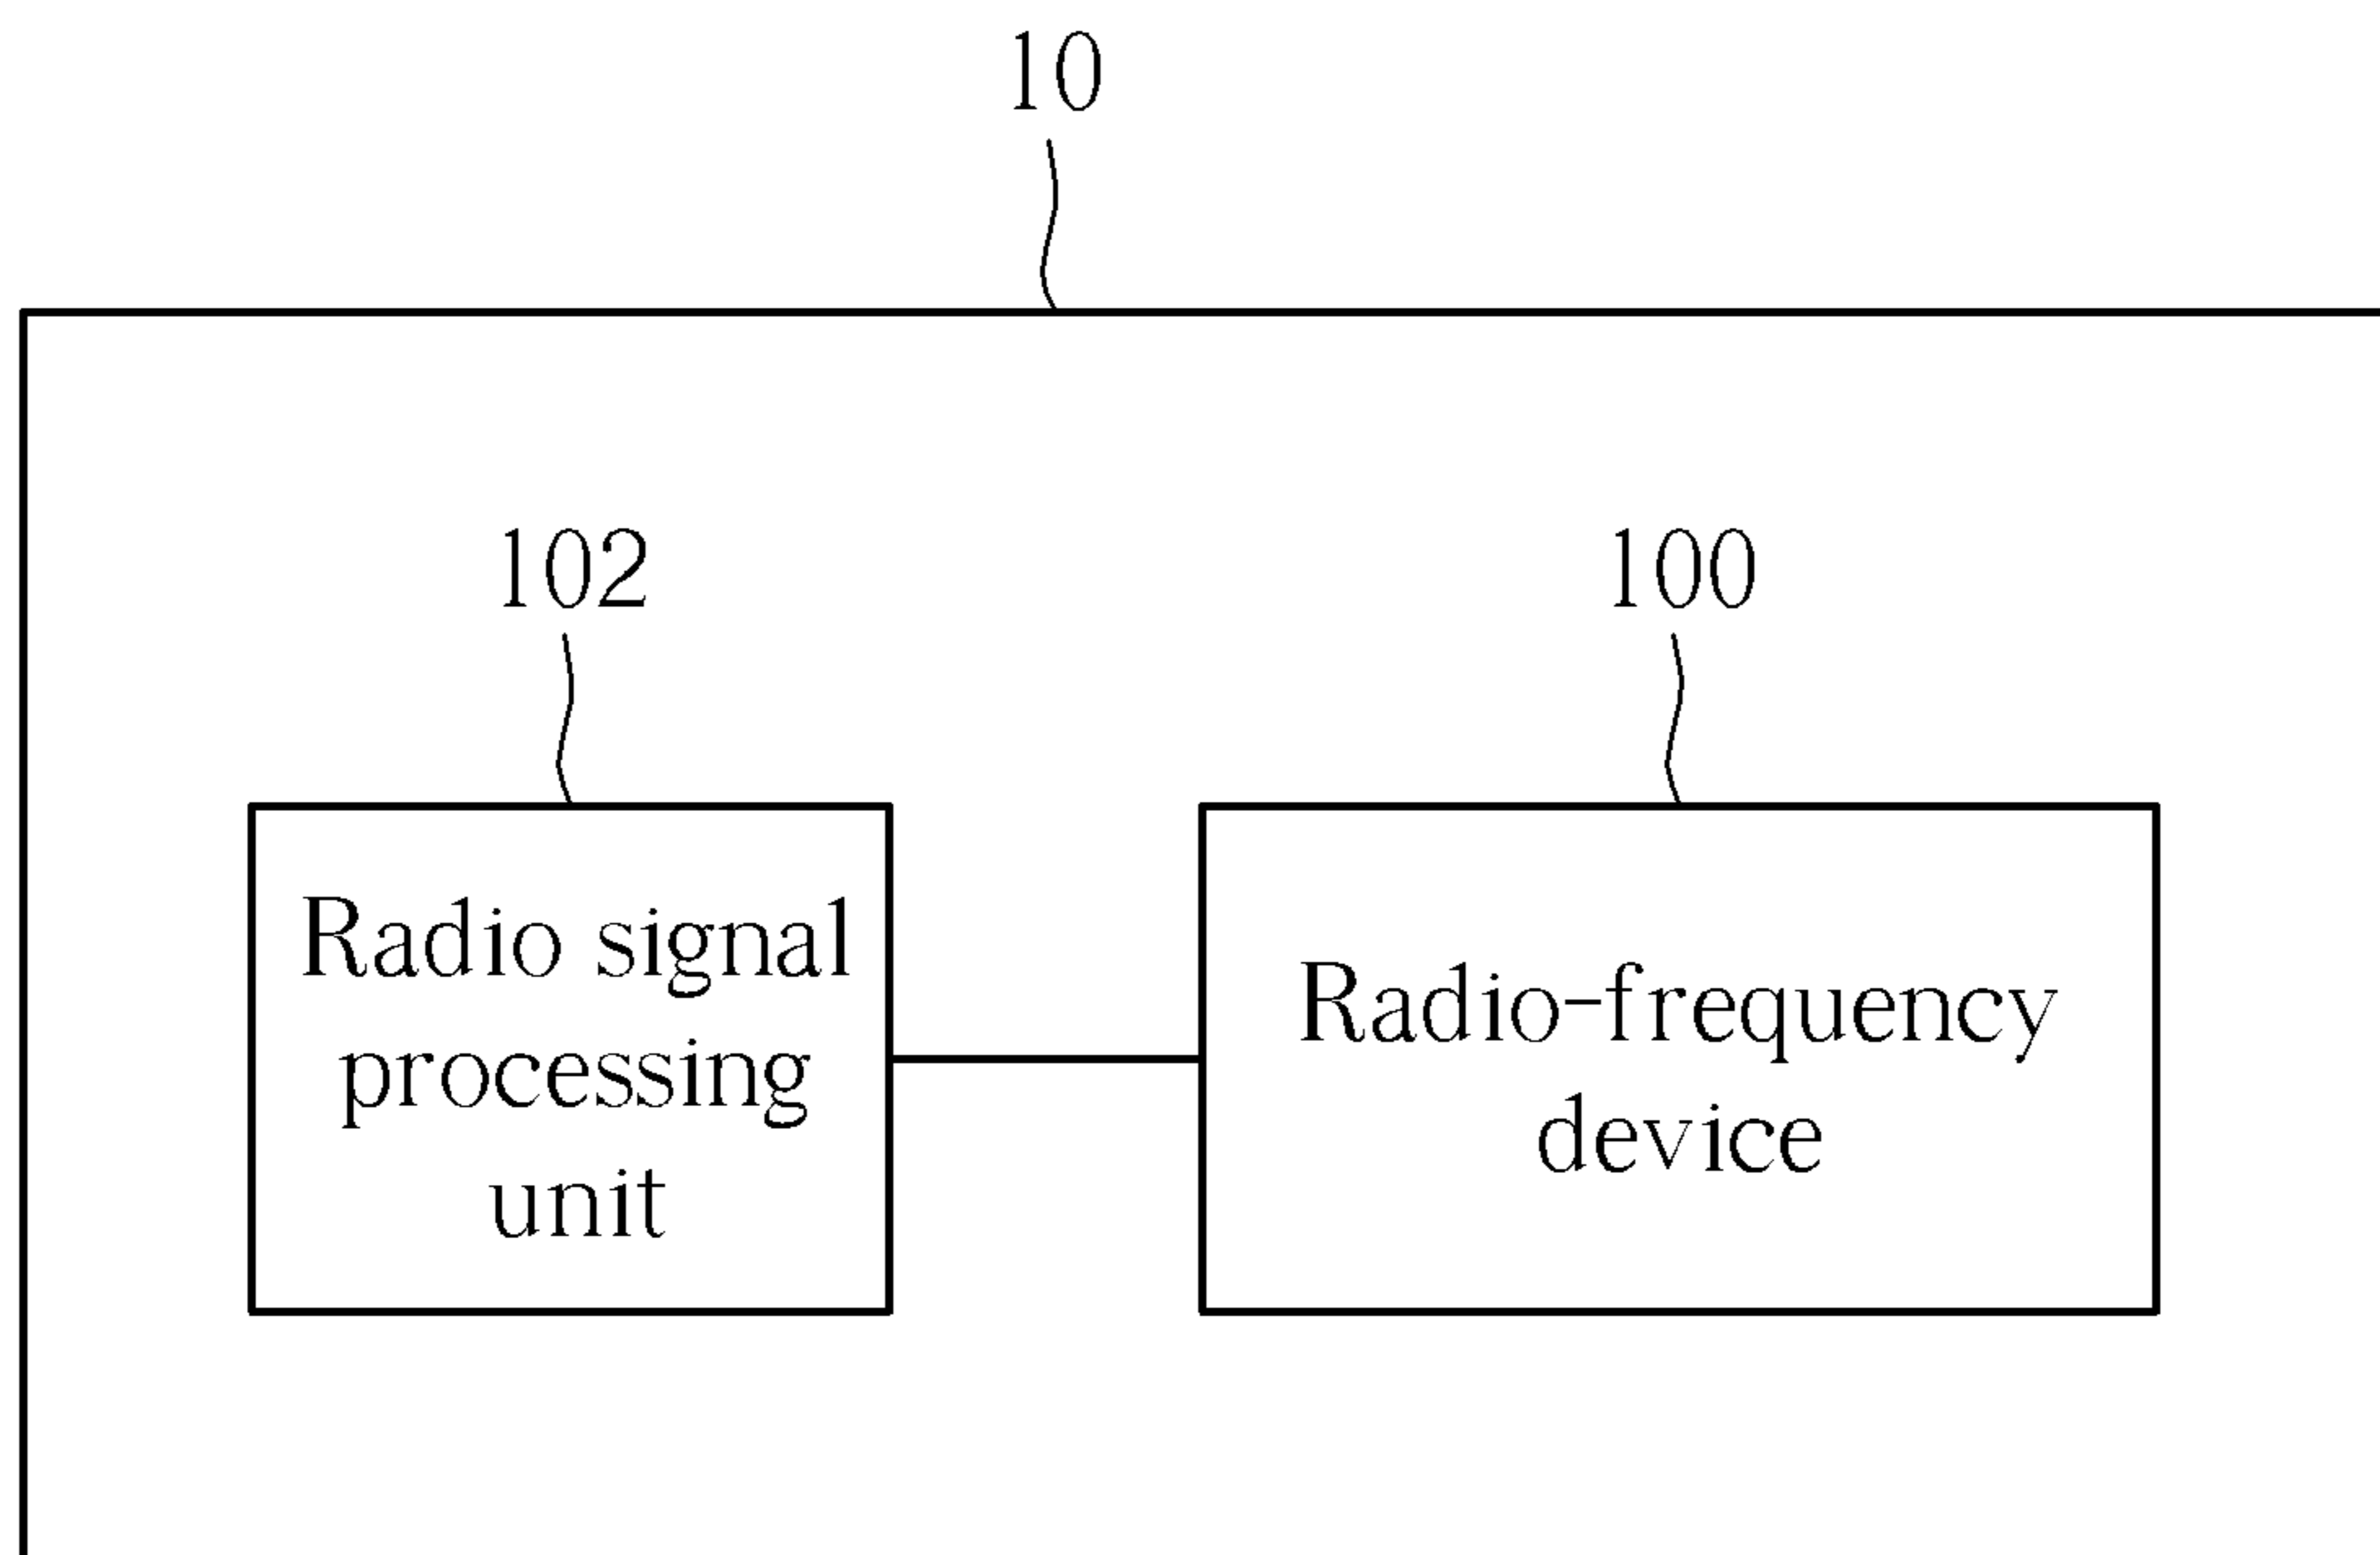 10
102
100
Radio signal
processing
unit
Radio-frequency
device